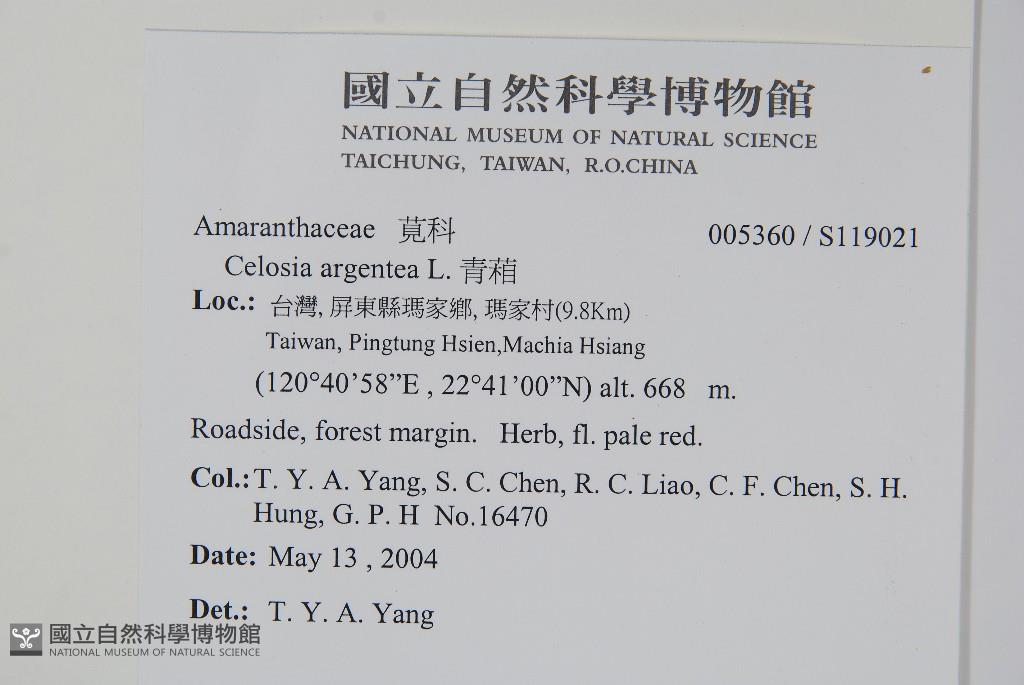 國立自然科學博物館
NATIONAL MUSEUM OF NATURAL SCIENCE
TAICHUNG, TAIWAN, R.O.CHINA
Amaranthaceae 莧科 005360 / S119021
Celosia argentea L. 青葙
Loc.: 台灣, 屏東縣瑪家鄉, 瑪家村(9.8Km)
Taiwan, Pingtung Hsien,Machia Hsiang
(120°40’58”E , 22°41’00”N) alt. 668 m.
Roadside, forest margin. Herb, fl. pale red.
Col.:T. Y. A. Yang, S. C. Chen, R. C. Liao, C. F. Chen, S. H.
Hung, G. P. H No.16470
Date: May 13 , 2004
Det.: T. Y. A. Yang
國立自然科學博物館
NATIONAL MUSEUM OF NATURAL SCIENCE